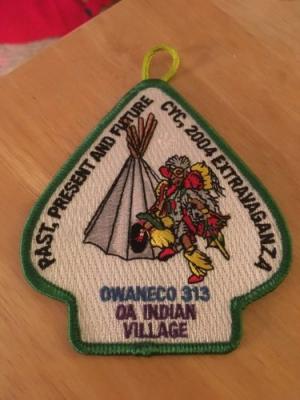 PAST, PRESENT AND FUTURE
CYC, 2004 EXTRAVAGANZA
OWANECO 313
OA INDIAN
VILLAGE